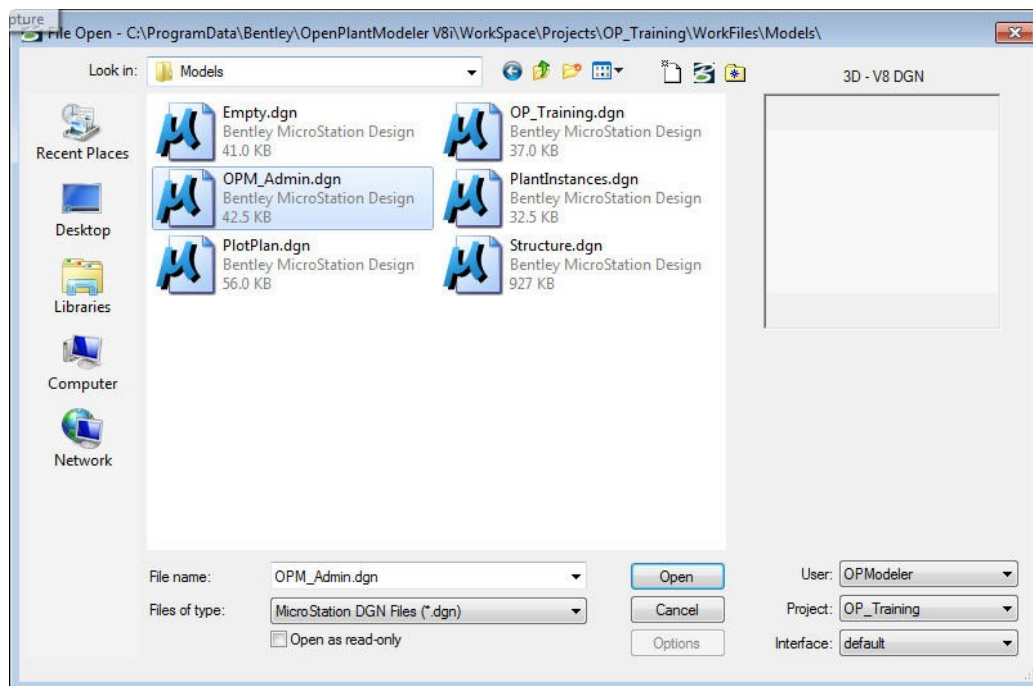 pture
File Open - C:\ProgramData\Bentley\OpenPlantModeler V8i\WorkSpace\Projects\OP_Training\WorkFiles\Models\
Look in:
Models
3D - V8 DGN
Recent Places
Desktop
Libraries
Computer
Network
Empty.dgn
Bentley MicroStation Design
41.0 KB
OP_Training.dgn
Bentley MicroStation Design
37.0 KB
OPM_Admin.dgn
Bentley MicroStation Design
42.5 KB
PlantInstances.dgn
Bentley MicroStation Design
32.5 KB
PlotPlan.dgn
Bentley MicroStation Design
56.0 KB
Structure.dgn
Bentley MicroStation Design
927 KB
File name:
OPM_Admin.dgn
Open
Files of type:
MicroStation DGN Files (*.dgn)
Cancel
Open as read-only
Options
User:
OPModeler
Project:
OP_Training
Interface:
default